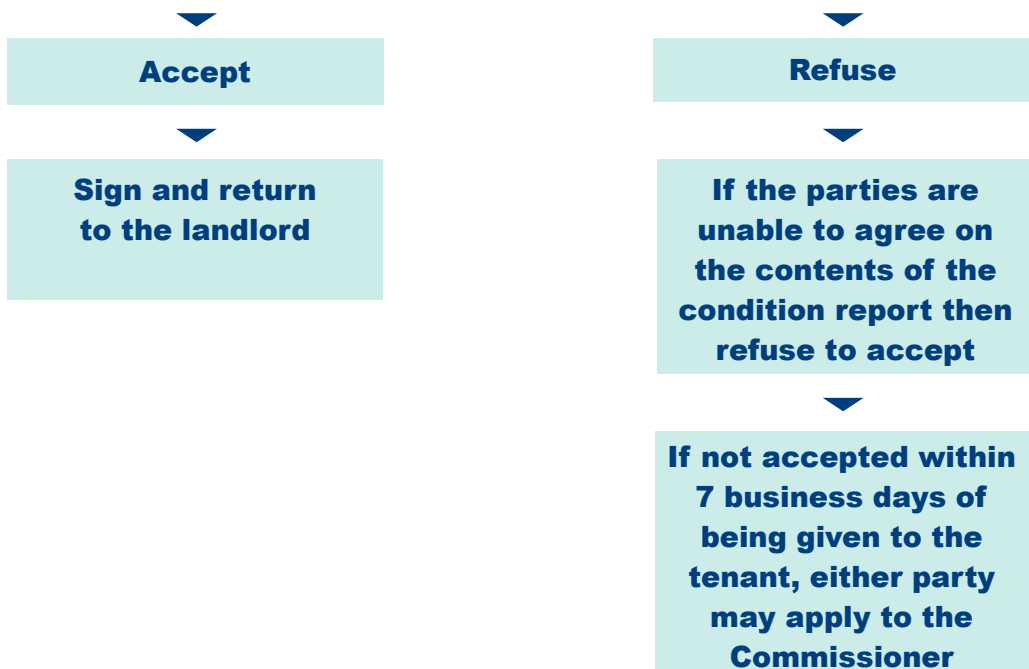 Accept
Sign and return
to the landlord
Refuse
If the parties are
unable to agree on
the contents of the
condition report then
refuse to accept
If not accepted within
7 business days of
being given to the
tenant, either party
may apply to the
Commissioner